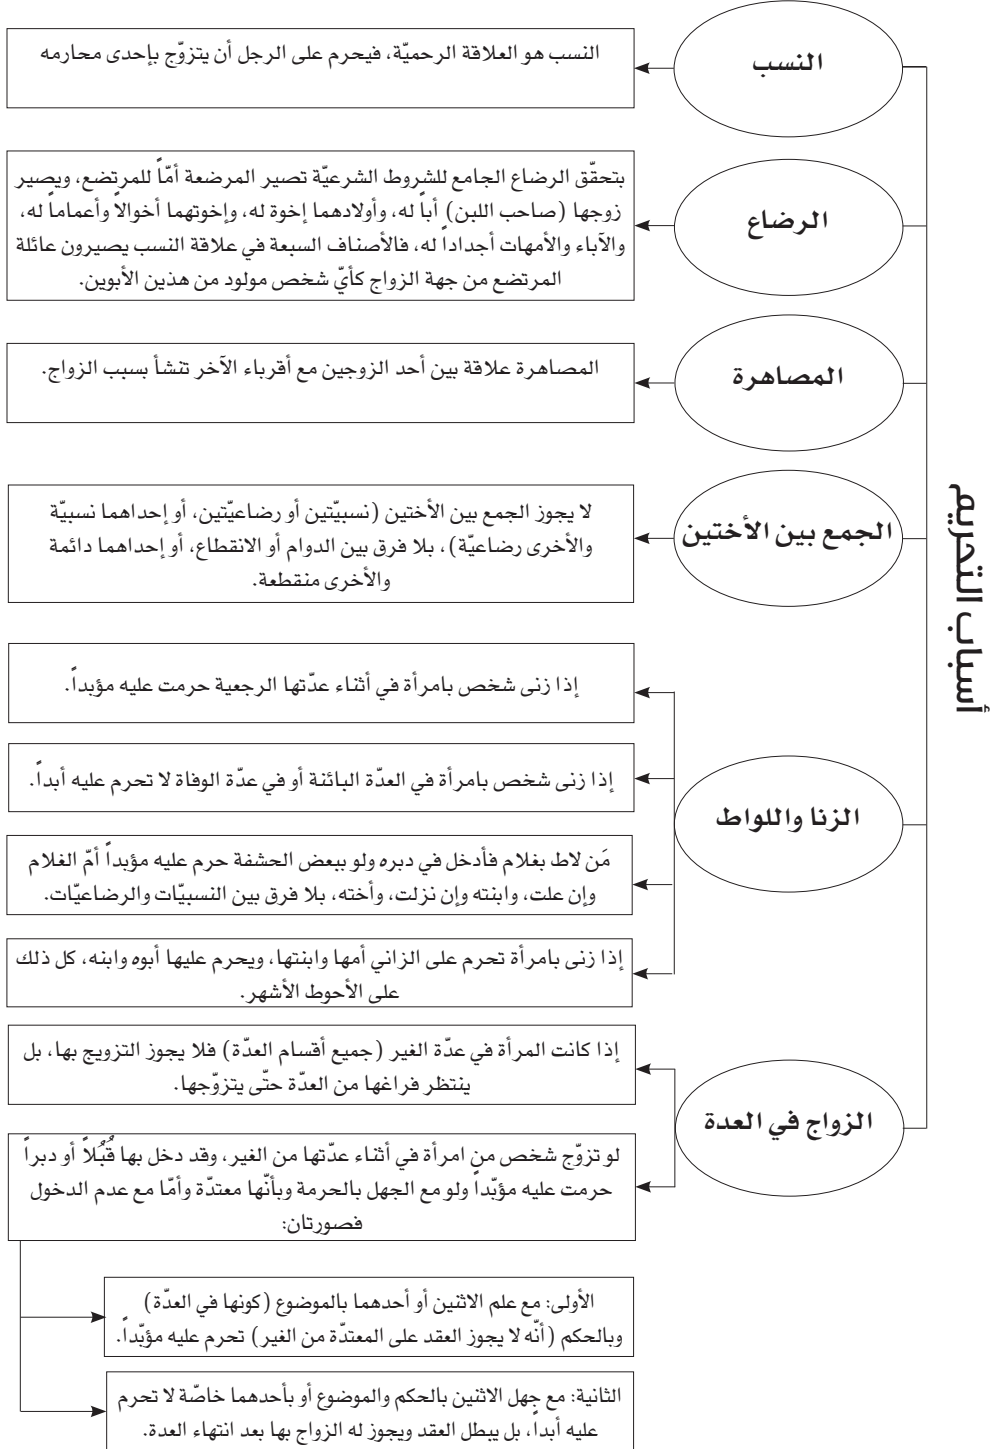 أسباب التحريم
النسب
النسب هو العلاقة الرحميّة، فيحرم على الرجل أن يتزوّج بإحدى محارمه
الرضاع
بتحقّق الرضاع الجامع للشروط الشرعيّة تصير المرضعة أمّاً للمرتضع، ويصير
زوجها (صاحب اللبن) أباً له، وأولادهما إخوة له، وإخوتهما أخوالاً وأعماماً له،
والآباء والأمهات أجداداً له، فالأصناف السبعة في علاقة النسب يصيرون عائلة
المرتضع من جهة الزواج كأيّ شخص مولود من هذين الأبوين.
المصاهرة
المصاهرة علاقة بين أحد الزوجين مع أقرباء الآخر تنشأ بسبب الزواج.
الجمع بين الأختين
لا يجوز الجمع بين الأختين (نسبيّتين أو رضاعيّتين، أو إحداهما نسبيّة
والأخرى رضاعيّة)، بلا فرق بين الدوام أو الانقطاع، أو إحداهما دائمة
والأخرى منقطعة.
الزنا واللواط
إذا زنى شخص بامرأة في أثناء عدّتها الرجعية حرمت عليه مؤبداً.
إذا زنى شخص بامرأة في العدّة البائنة أو في عدّة الوفاة لا تحرم عليه أبداً.
مَن لاط بغلام فأدخل في دبره ولو ببعض الحشفة حرم عليه مؤبداً أمّ الغلام
وإن علت، وابنته وإن نزلت، وأخته، بلا فرق بين النسبيّات والرضاعيّات.
إذا زنى بامرأة تحرم على الزاني أمها وابنتها، ويحرم عليها أبوه وابنه، كل ذلك
على الأحوط الأشهر.
الزواج في العدة
إذا كانت المرأة في عدّة الغير (جميع أقسام العدّة) فلا يجوز التزويج بها، بل
ينتظر فراغها من العدّة حتّى يتزوّجها.
لو تزوّج شخص من امرأة في أثناء عدّتها من الغير، وقد دخل بها قُبُلاً أو دبراً
حرمت عليه مؤبّداً ولو مع الجهل بالحرمة وبأنّها معتدّة وأمّا مع عدم الدخول
فصورتان:
الأولى: مع علم الاثنين أو أحدهما بالموضوع (كونها في العدّة)
وبالحكم (أنّه لا يجوز العقد على المعتدّة من الغير) تحرم عليه مؤبّداً.
الثانية: مع جهل الاثنين بالحكم والموضوع أو بأحدهما خاصّة لا تحرم
عليه أبداً، بل يبطل العقد ويجوز له الزواج بها بعد انتهاء العدة.